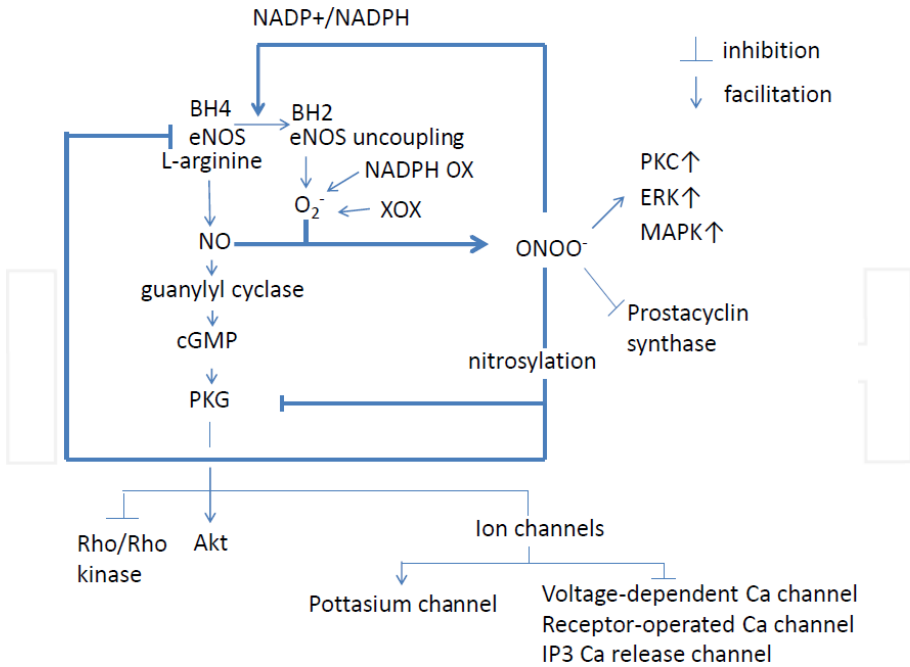 NADP+/NADPH
inhibition
facilitation
BH4
eNOS
L-arginine
BH2
eNOS uncoupling
NADPH OX
O2-
XOX
NO
ONOO-
PKC↑
ERK↑
MAPK↑
guanylyl cyclase
Prostacyclin
synthase
cGMP
nitrosylation
PKG
Rho/Rho
kinase
Akt
Ion channels
Pottasium channel
Voltage-dependent Ca channel
Receptor-operated Ca channel
IP3 Ca release channel